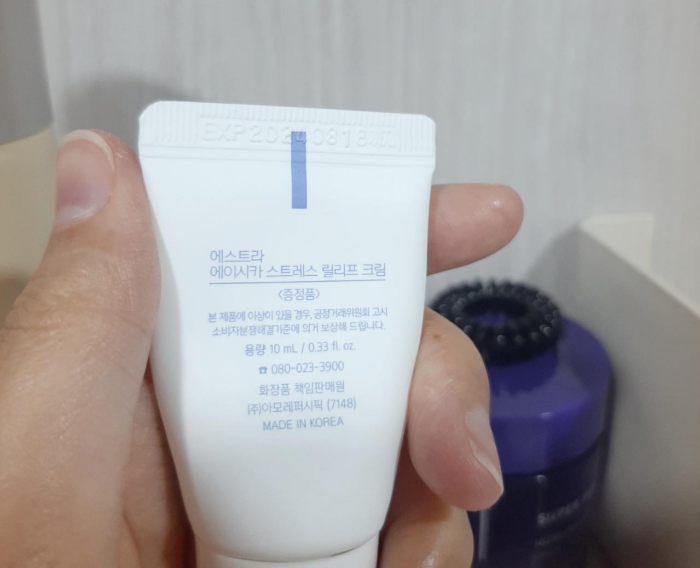 에스트라
에이시카 스트레스 릴리프 크림
<증정품>
본 제품에 이상이 있을 경우, 공정거래위원회 고시
소비자분쟁해결기준에 의거 보상해 드립니다.
용량 10 mL / 0.33 fl. oz.
☎ 080-023-3900
화장품 책임판매원
(주)아모레퍼시픽 (7148)
MADE IN KOREA